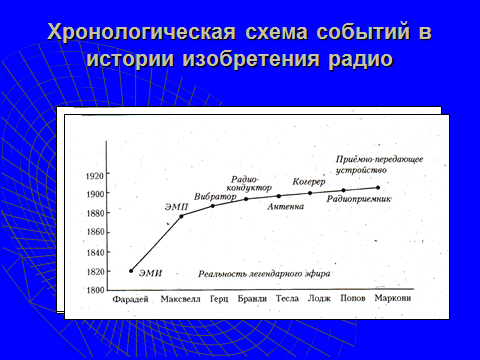 Хронологическая схема событий в
истории изобретения радио
Приёмно-передающее
устройство
Радио-
кондуктор
Когерер
Вибратор
ЭМП
Антенна
Радиоприемник
ЭМИ
Реальность легендарного эфира
1920
1900
1880
1860
1840
1820
1800
Фарадей Максвелл Герц Бранли Тесла Лодж Попов Маркони